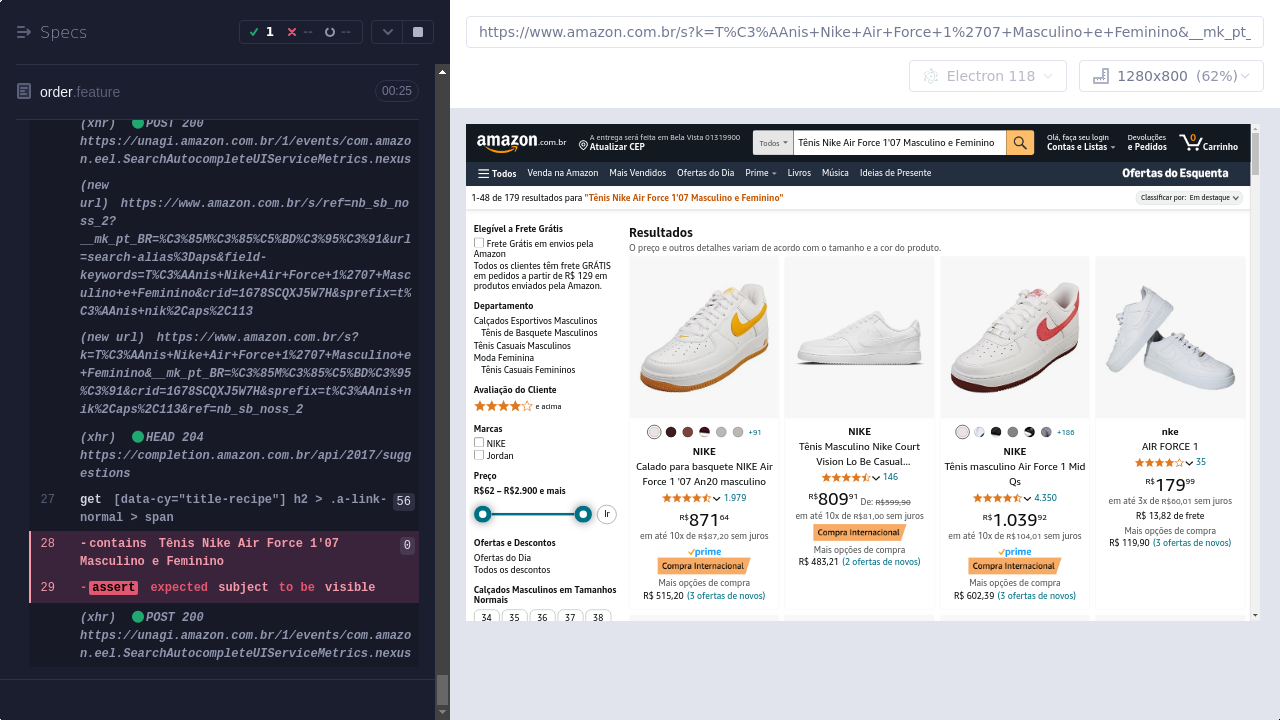 Specs
1
--
--
order.feature
00:25
(xhr) POST 200
https://unagi.amazon.com.br/1/events/com.amazo
n.eel.SearchAutocompleteUIServiceMetrics.nexus
(new
url) https://www.amazon.com.br/s/ref=nb_sb_no
ss_2?
__mk_pt_BR=%C3%85M%C3%85%C5%BD%C3%95%C3%91&url
=search-alias%3Daps&field-
keywords=T%C3%AAnis+Nike+Air+Force+1%2707+Masc
ulino+e+Feminino&crid=1G78SCQXJ5W7H&sprefix=t%
C3%AAnis+nik%2Caps%2C113
(new url) https://www.amazon.com.br/s?
k=T%C3%AAnis+Nike+Air+Force+1%2707+Masculino+e
+Feminino&__mk_pt_BR=%C3%85M%C3%85%C5%BD%C3%95
%C3%91&crid=1G78SCQXJ5W7H&sprefix=t%C3%AAnis+n
ik%2Caps%2C113&ref=nb_sb_noss_2
(xhr) HEAD 204
https://completion.amazon.com.br/api/2017/sugg
estions
27 get [data-cy="title-recipe"] h2 > .a-link-normal > span 56
28 -contains Tênis Nike Air Force 1'07 0
Masculino e Feminino
29 -assert expected subject to be visible
(xhr) POST 200
https://unagi.amazon.com.br/1/events/com.amazo
n.eel.SearchAutocompleteUIServiceMetrics.nexus
https://www.amazon.com.br/s?k=T%C3%AAnis+Nike+Air+Force+1%2707+Masculino+e+Feminino&__mk_pt_
Electron 118
1280x800 (62%)
amazon.com.br
A entrega será feita em Bela Vista 01319900
Atualizar CEP
Todos
Tênis Nike Air Force 1'07 Masculino e Feminino
Olá, faça seu login
Contas e Listas
Devoluções
e Pedidos
0
Carrinho
Todos
Venda na Amazon
Mais Vendidos
Ofertas do Dia
Prime
Livros
Música
Ideias de Presente
Ofertas do Esquenta
1-48 de 179 resultados para "Tênis Nike Air Force 1'07 Masculino e Feminino"
Classificar por: Em destaque
Elegível a Frete Grátis
Frete Grátis em envios pela
Amazon
Todos os clientes têm frete GRÁTIS
em pedidos a partir de R$ 129 em
produtos enviados pela Amazon.
Departamento
Calçados Esportivos Masculinos
Tênis de Basquete Masculinos
Tênis Casuais Masculinos
Moda Feminina
Tênis Casuais Femininos
Avaliação do Cliente
e acima
Marcas
NIKE
Jordan
Preço
R$62 – R$2.900 e mais
Ir
Ofertas e Descontos
Ofertas do Dia
Todos os descontos
Calçados Masculinos em Tamanhos
Normais
34 35 36 37 38
Resultados
O preço e outros detalhes variam de acordo com o tamanho e a cor do produto.
+91
NIKE
Calado para basquete NIKE Air
Force 1 '07 An20 masculino
1.979
R$871 64
em até 10x de R$87,20 sem juros
prime
Compra Internacional
Mais opções de compra
R$ 515,20 (3 ofertas de novos)
NIKE
Tênis Masculino Nike Court
Vision Lo Be Casual...
146
R$809 91 De: R$599,90
em até 10x de R$81,00 sem juros
Compra Internacional
Mais opções de compra
R$ 483,21 (2 ofertas de novos)
+186
NIKE
Tênis masculino Air Force 1 Mid
Qs
4.350
R$1.039 92
em até 10x de R$104,01 sem juros
prime
Compra Internacional
Mais opções de compra
R$ 602,39 (3 ofertas de novos)
nke
AIR FORCE 1
35
R$179 99
em até 3x de R$60,01 sem juros
R$ 13,82 de frete
Mais opções de compra
R$ 119,90 (3 ofertas de novos)